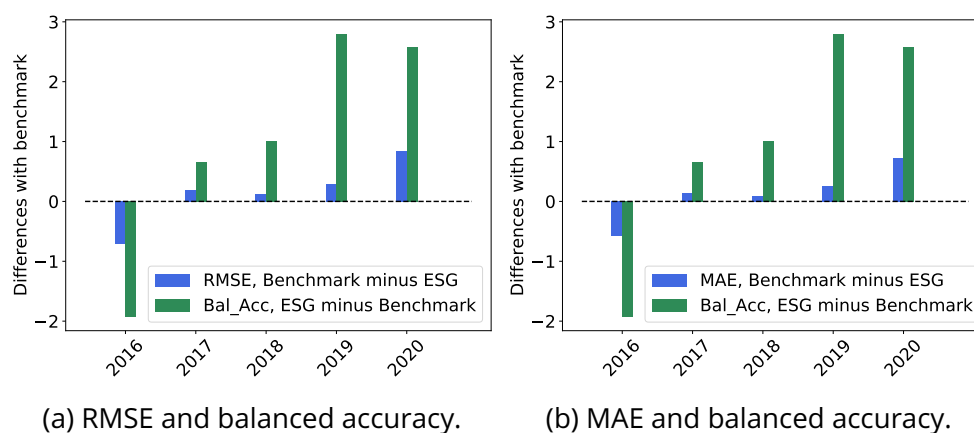 Differences with benchmark
3
2
1
0
−1
−2
RMSE, Benchmark minus ESG
Bal_Acc, ESG minus Benchmark
2016
2017
2018
2019
2020
(a) RMSE and balanced accuracy.
Differences with benchmark
3
2
1
0
−1
−2
MAE, Benchmark minus ESG
Bal_Acc, ESG minus Benchmark
2016
2017
2018
2019
2020
(b) MAE and balanced accuracy.